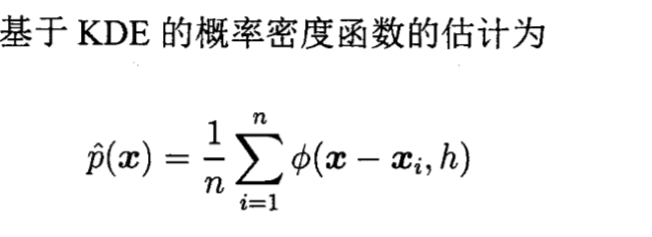 基于 KDE 的概率密度函数的估计为
p̂(x) = 1/n ∑_{i=1}^{n} ϕ(x − x_i, h)